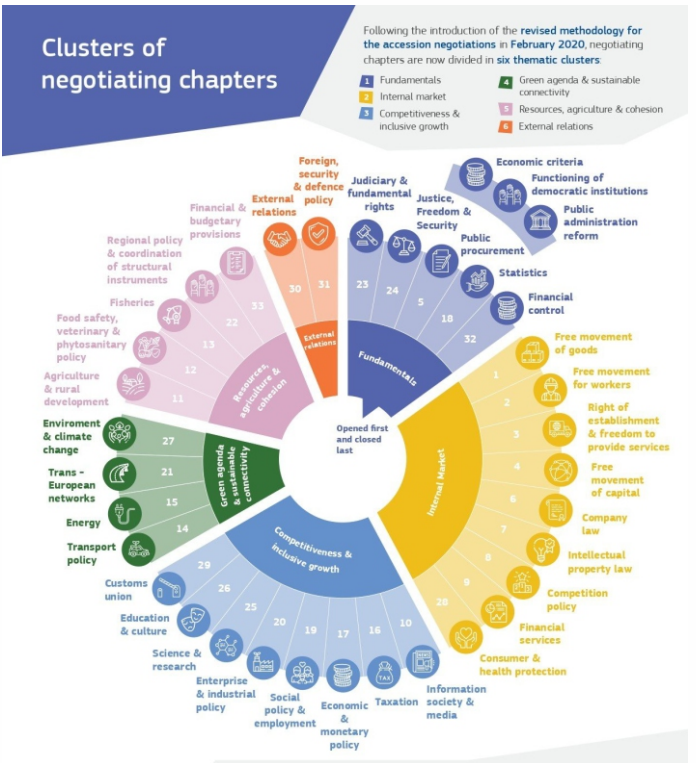 Clusters of
negotiating chapters
Following the introduction of the revised methodology for
the accession negotiations in February 2020, negotiating
chapters are now divided in six thematic clusters:
1 Fundamentals
2 Internal market
3 Competitiveness &
inclusive growth
4 Green agenda & sustainable
connectivity
5 Resources, agriculture & cohesion
6 External relations
Economic criteria
Functioning of
democratic institutions
Public
administration
reform
Judiciary &
fundamental
rights
Justice,
Freedom &
Security
Public
procurement
Statistics
Financial
control
23
24
5
18
32
Fundamentals
Opened first
and closed
last
Free movement
of goods
Free movement
for workers
Right of
establishment
& freedom to
provide services
Free
movement
of capital
Company
law
Intellectual
property law
Competition
policy
Financial
services
Consumer &
health protection
1
2
3
4
6
7
8
9
28
Internal Market
Information
society &
media
Taxation
Economic
&
monetary
policy
Social
policy &
employment
Enterprise
& industrial
policy
Science &
research
Education
& culture
Customs
union
10
16
TAX
17
19
20
25
26
29
Competitiveness &
inclusive growth
Transport
policy
Energy
Trans -
European
networks
Enviroment
& climate
change
14
15
21
27
Green agenda
& sustainable
connectivity
Agriculture
& rural
development
Food safety,
veterinary &
phytosanitary
policy
Fisheries
Regional policy
& coordination
of structural
instruments
Financial &
budgetary
provisions
11
12
13
22
33
Resources,
agriculture &
cohesion
External
relations
Foreign,
security
& defence
policy
30
31
External
relations